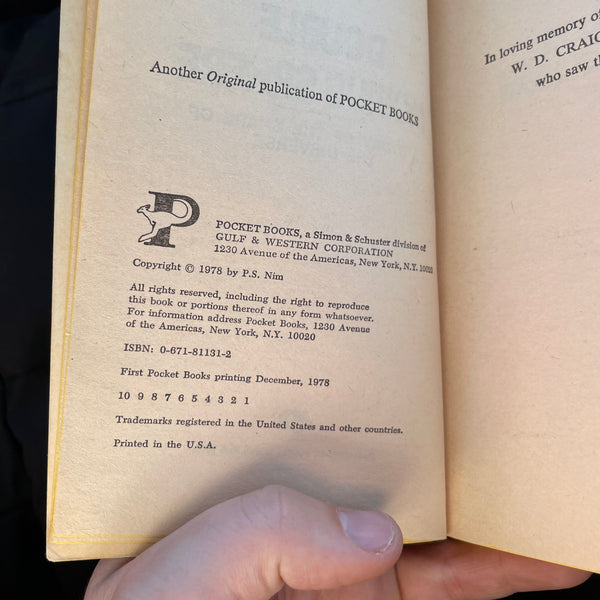 Another Original publication of POCKET BOOKS
P
POCKET BOOKS, a Simon & Schuster division of
GULF & WESTERN CORPORATION
1230 Avenue of the Americas, New York, N.Y. 10020
Copyright © 1978 by P.S. Nim
All rights reserved, including the right to reproduce
this book or portions thereof in any form whatsoever.
For information address Pocket Books, 1230 Avenue
of the Americas, New York, N.Y. 10020
ISBN: 0-671-81131-2
First Pocket Books printing December, 1978
10 9 8 7 6 5 4 3 2 1
Trademarks registered in the United States and other countries.
Printed in the U.S.A.
In loving memory of
W. D. CRAIG
who saw